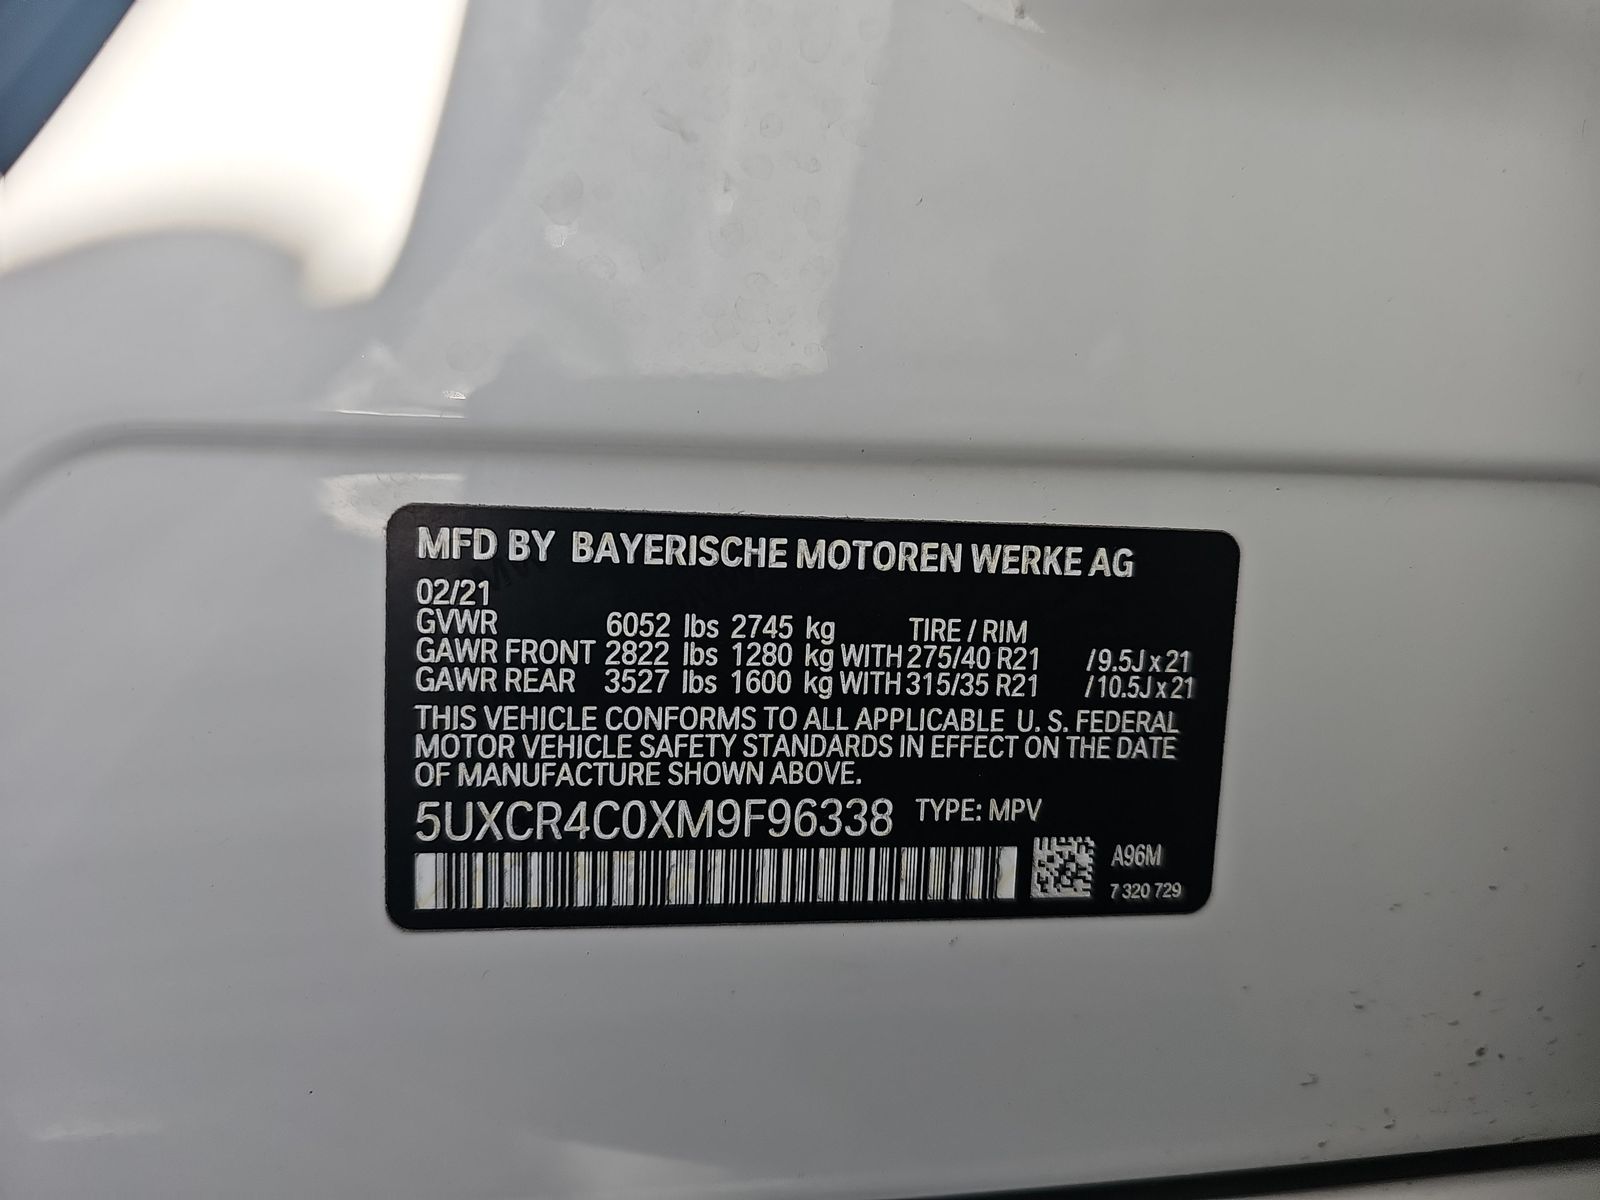 MFD BY BAYERISCHE MOTOREN WERKE AG
02/21
GVWR 6052 lbs 2745 kg TIRE / RIM
GAWR FRONT 2822 lbs 1280 kg WITH 275/40 R21 /9.5J x 21
GAWR REAR 3527 lbs 1600 kg WITH 315/35 R21 /10.5J x 21
THIS VEHICLE CONFORMS TO ALL APPLICABLE U. S. FEDERAL
MOTOR VEHICLE SAFETY STANDARDS IN EFFECT ON THE DATE
OF MANUFACTURE SHOWN ABOVE.
5UXCR4C0XM9F96338 TYPE: MPV
A96M
7 320 729